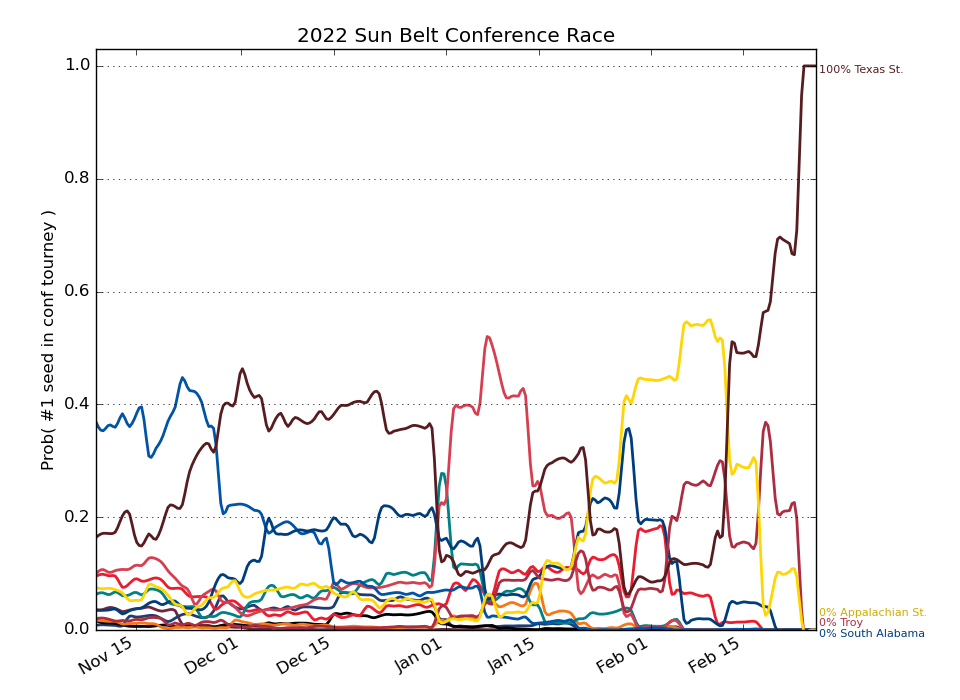 2022 Sun Belt Conference Race
Prob( #1 seed in conf tourney )
1.0
0.8
0.6
0.4
0.2
0.0
Nov 15
Dec 01
Dec 15
Jan 01
Jan 15
Feb 01
Feb 15
100% Texas St.
0% Appalachian St.
0% Troy
0% South Alabama